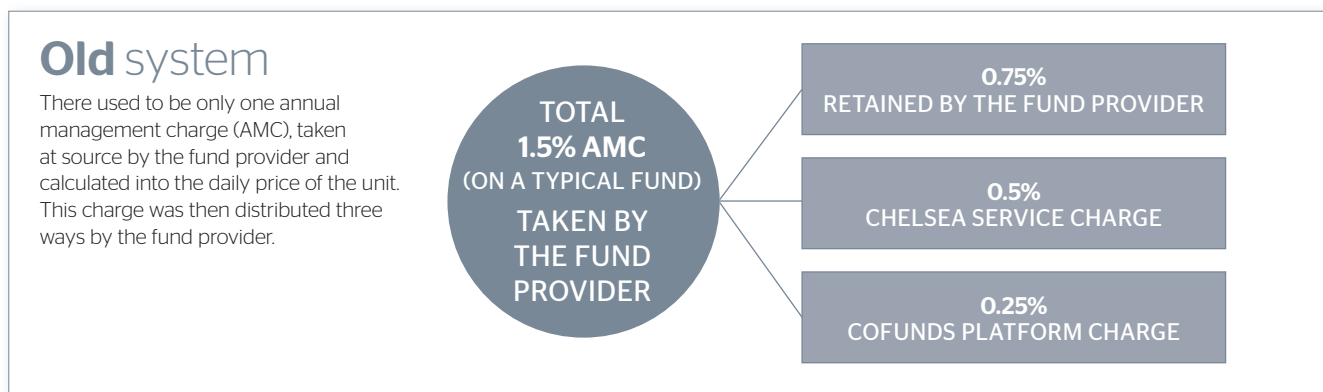 Old system
There used to be only one annual
management charge (AMC), taken
at source by the fund provider and
calculated into the daily price of the unit.
This charge was then distributed three
ways by the fund provider.
TOTAL
1.5% AMC
(ON A TYPICAL FUND)
TAKEN BY
THE FUND
PROVIDER
0.75%
RETAINED BY THE FUND PROVIDER
0.5%
CHELSEA SERVICE CHARGE
0.25%
COFUNDS PLATFORM CHARGE